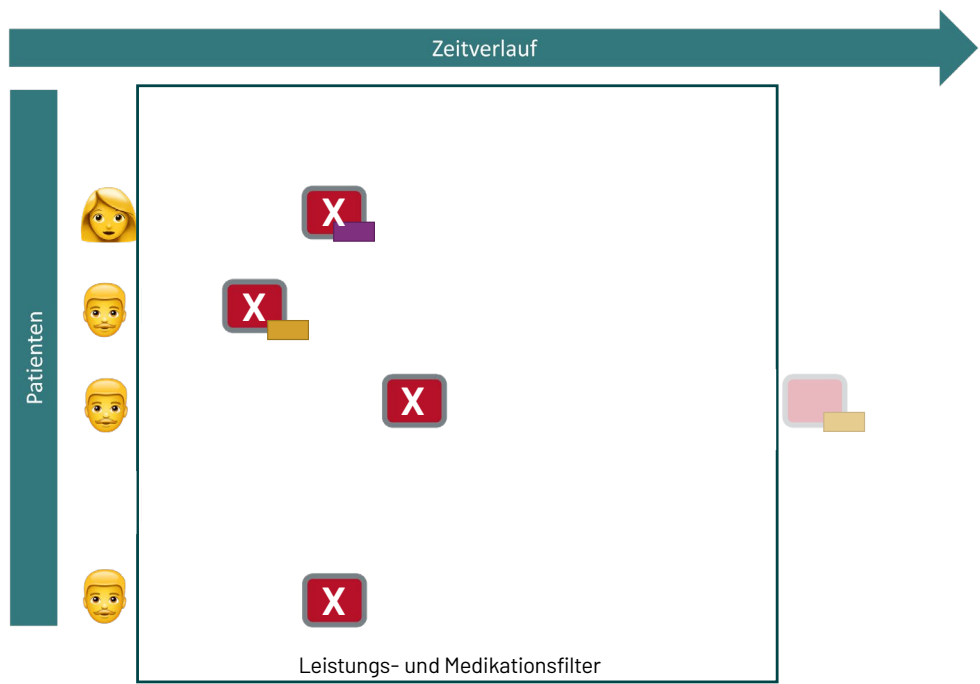 Zeitverlauf
Patienten
X
X
X
X
Leistungs- und Medikationsfilter